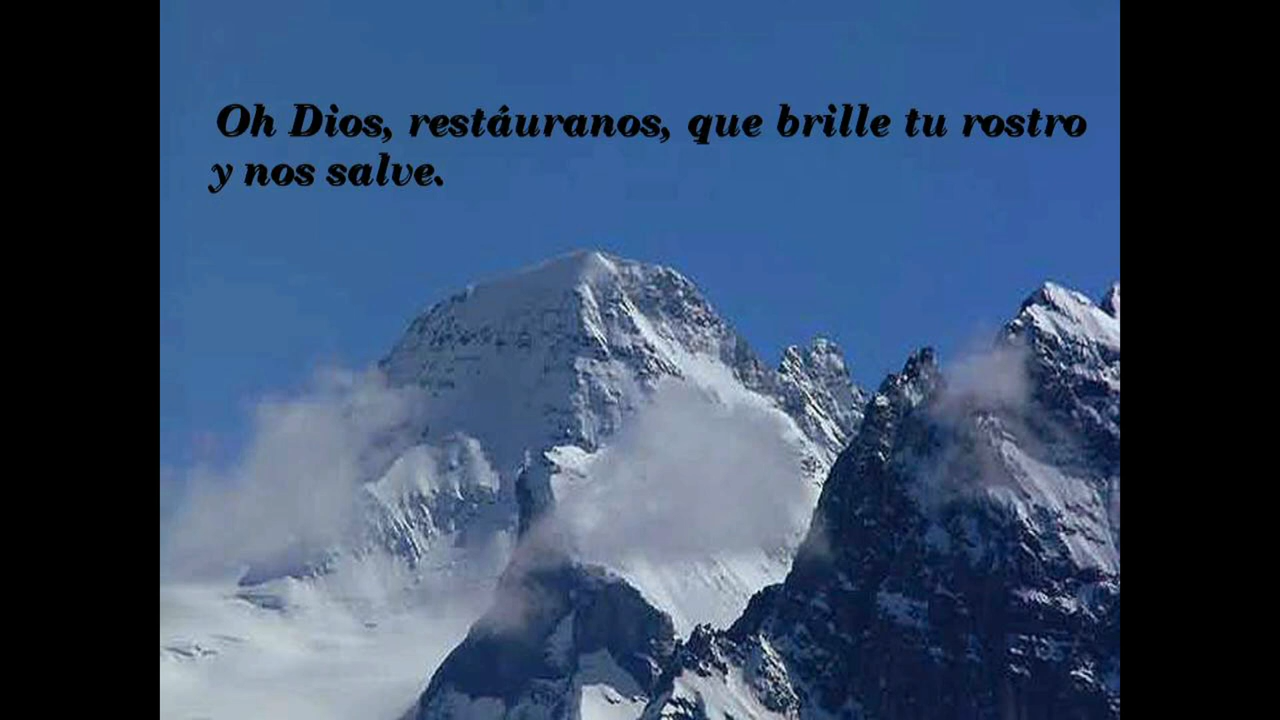 Oh Dios, restáuranos, que brille tu rostro
y nos salve.